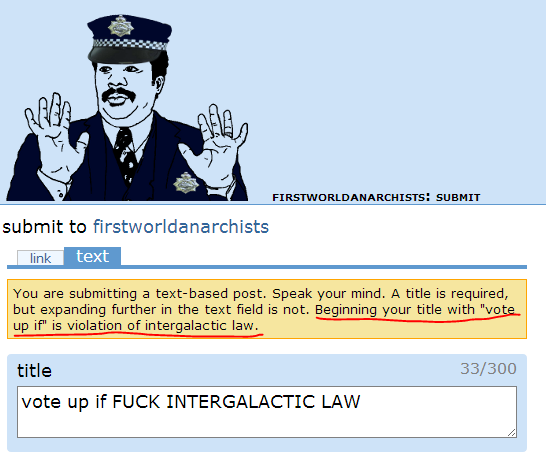 FIRSTWORLDANARCHISTS: SUBMIT
submit to firstworldanarchists
link text
You are submitting a text-based post. Speak your mind. A title is required,
but expanding further in the text field is not. Beginning your title with "vote
up if" is violation of intergalactic law.
title 33/300
vote up if FUCK INTERGALACTIC LAW